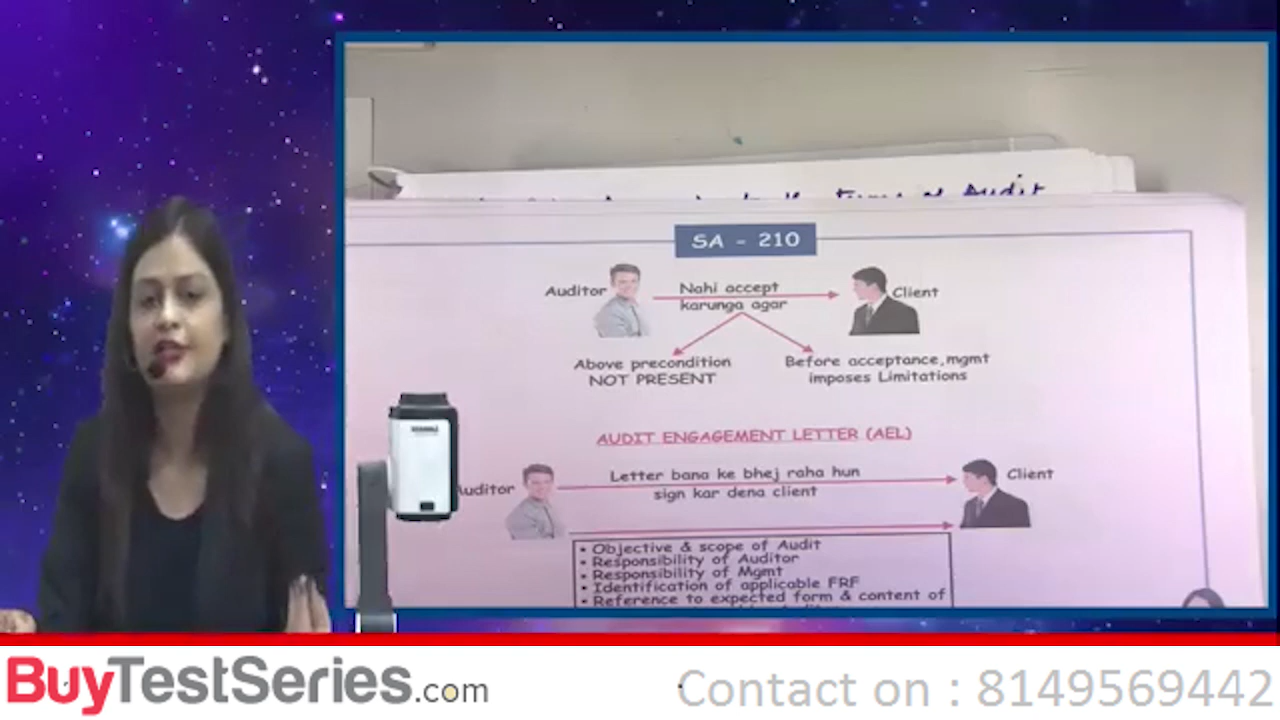 Audit
SA - 210
Auditor
Nahi accept
karunga agar
Client
Above precondition
NOT PRESENT
Before acceptance, mgmt
imposes Limitations
AUDIT ENGAGEMENT LETTER (AEL)
Auditor
Letter bana ke bhej raha hun
sign kar dena client
Client
• Objective & scope of Audit
• Responsibility of Auditor
• Responsibility of Mgmt
• Identification of applicable FRF
• Reference to expected form & content of
BuyTestSeries.com
Contact on : 8149569442